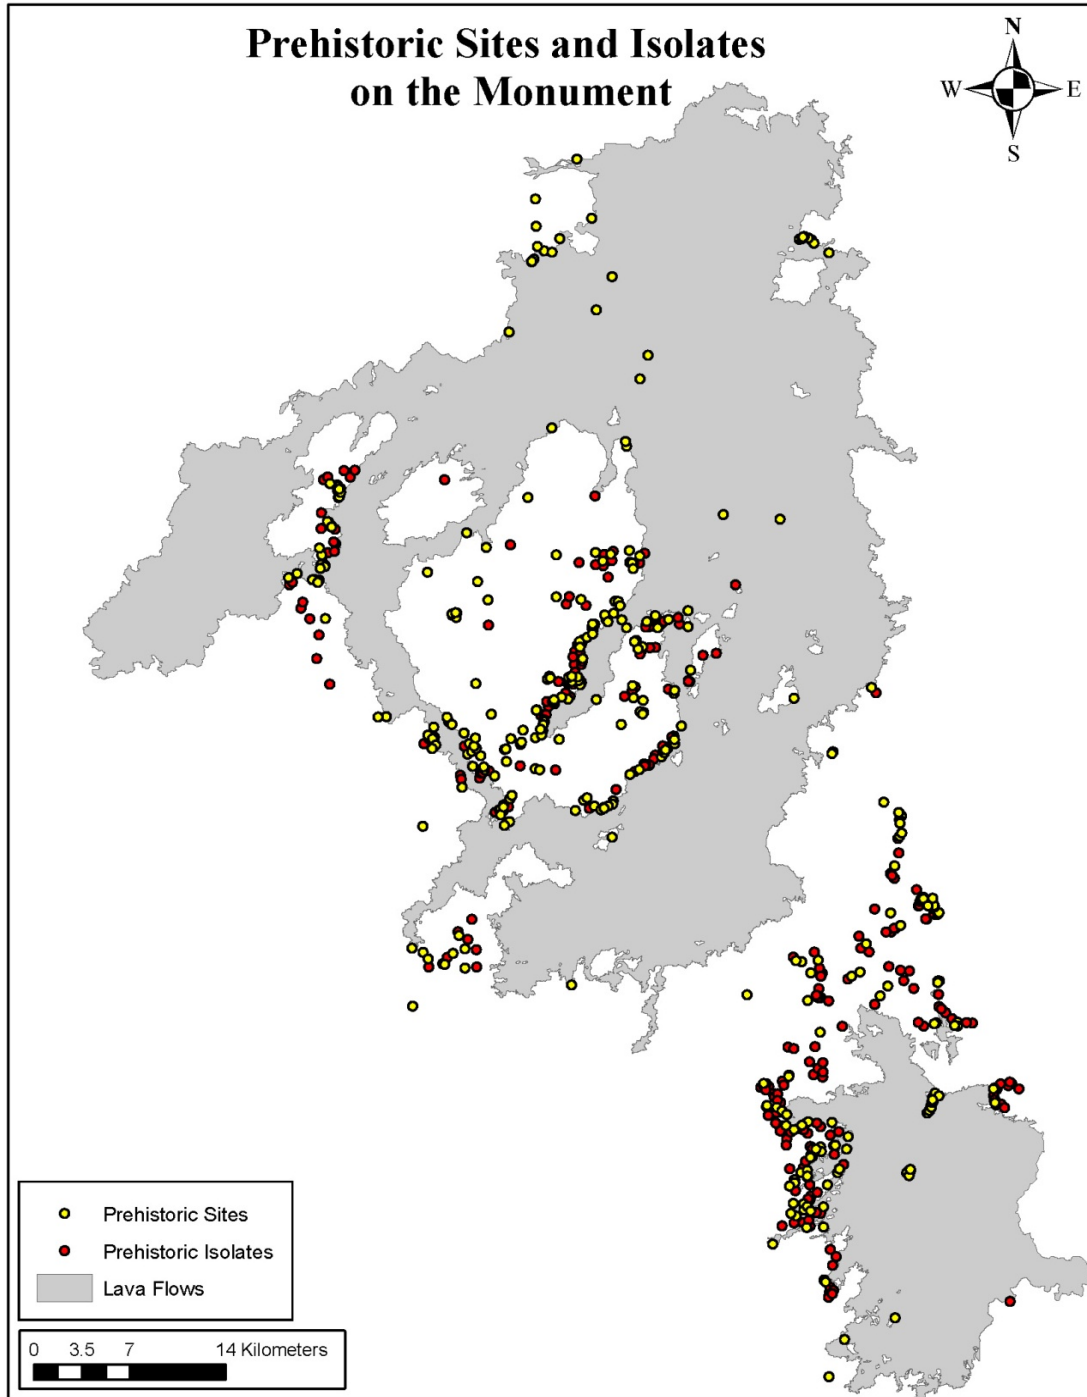 Prehistoric Sites and Isolates
on the Monument
N
W E
S
Prehistoric Sites
Prehistoric Isolates
Lava Flows
0 3.5 7 14 Kilometers